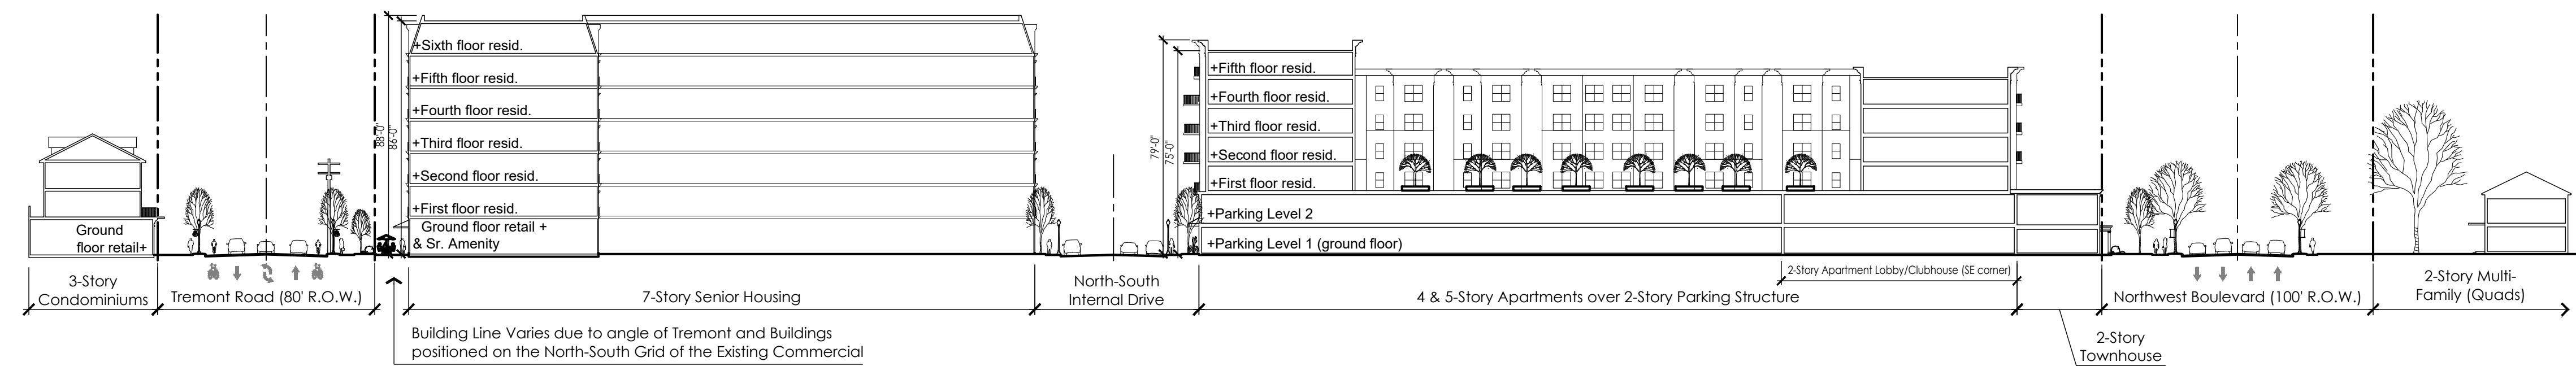 88'-0"
86'-0"
+Sixth floor resid.
+Fifth floor resid.
+Fourth floor resid.
+Third floor resid.
+Second floor resid.
+First floor resid.
Ground floor retail +
& Sr. Amenity
Ground
floor retail+
79'-0"
75'-0"
+Fifth floor resid.
+Fourth floor resid.
+Third floor resid.
+Second floor resid.
+First floor resid.
+Parking Level 2
+Parking Level 1 (ground floor)
2-Story Apartment Lobby/Clubhouse (SE corner)
3-Story
Condominiums
Tremont Road (80' R.O.W.)
7-Story Senior Housing
North-South
Internal Drive
4 & 5-Story Apartments over 2-Story Parking Structure
Northwest Boulevard (100' R.O.W.)
2-Story Multi-
Family (Quads)
Building Line Varies due to angle of Tremont and Buildings
positioned on the North-South Grid of the Existing Commercial
2-Story
Townhouse